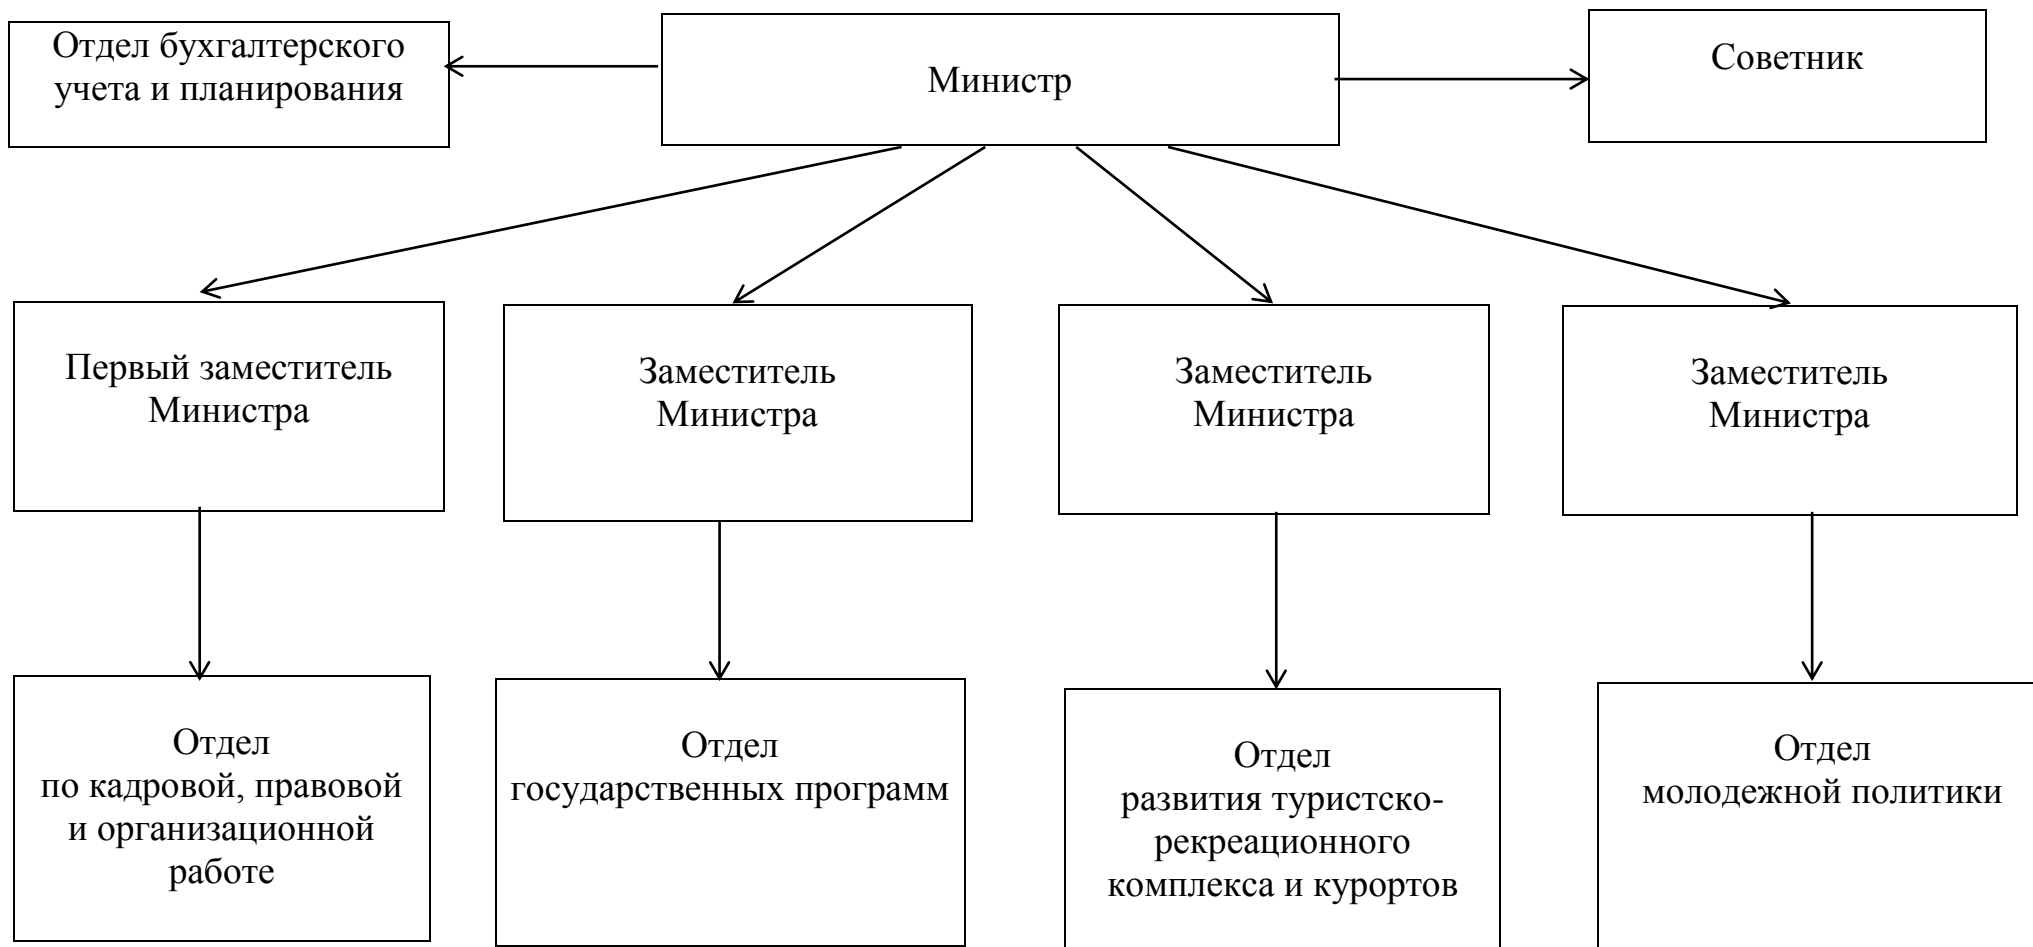 Отдел бухгалтерского
учета и планирования
Министр
Советник
Первый заместитель
Министра
Заместитель
Министра
Заместитель
Министра
Заместитель
Министра
Отдел
по кадровой, правовой
и организационной
работе
Отдел
государственных программ
Отдел
развития туристско-
рекреационного
комплекса и курортов
Отдел
молодежной политики